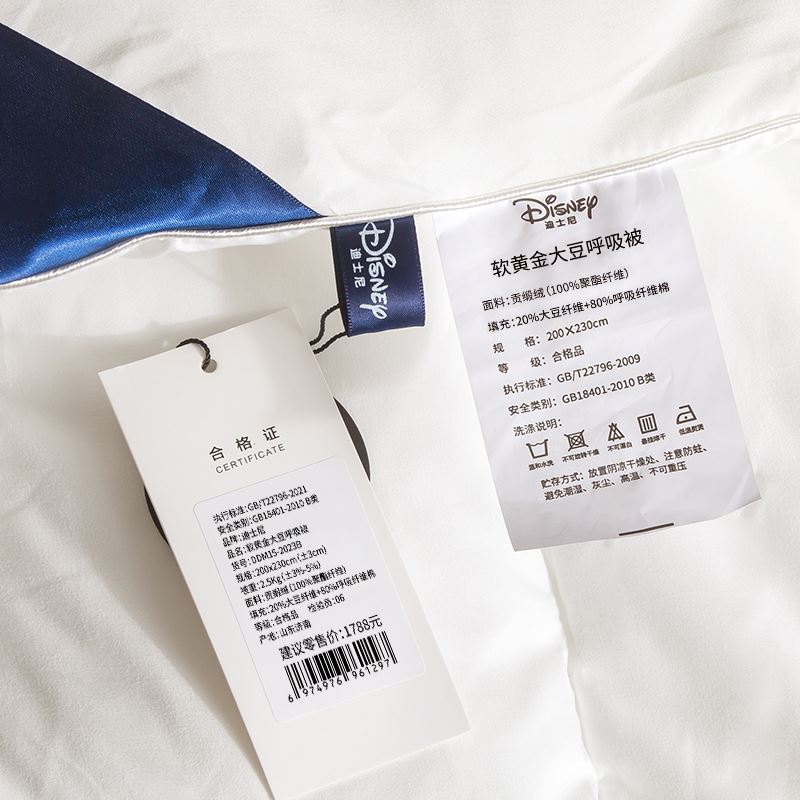 Disney
迪士尼
Disney
迪士尼
软黄金大豆呼吸被
面料:贡缎绒(100%聚酯纤维)
填充:20%大豆纤维+80%呼吸纤维棉
规 格:200×230cm
等 级:合格品
执行标准:GB/T22796-2009
安全类别:GB18401-2010 B类
洗涤说明:
温和水洗 不可旋转干燥 不可漂白 悬挂晾干 低温熨烫
贮存方式:放置阴凉干燥处、注意防蛀、
避免潮湿、灰尘、高温、不可重压
合格证
CERTIFICATE
执行标准:GB/T22796-2021
安全类别:GB18401-2010 B类
品牌:迪士尼
品名:软黄金大豆呼吸被
货号:DDM15-2023B
规格:200x230cm(±3cm)
被重:2.5Kg(±3%-5%)
面料:贡缎绒(100%聚酯纤维)
填充:20%大豆纤维+80%呼吸纤维棉
等级:合格品 检验员:06
产地:山东济南
建议零售价:1788元
6 974976 961297